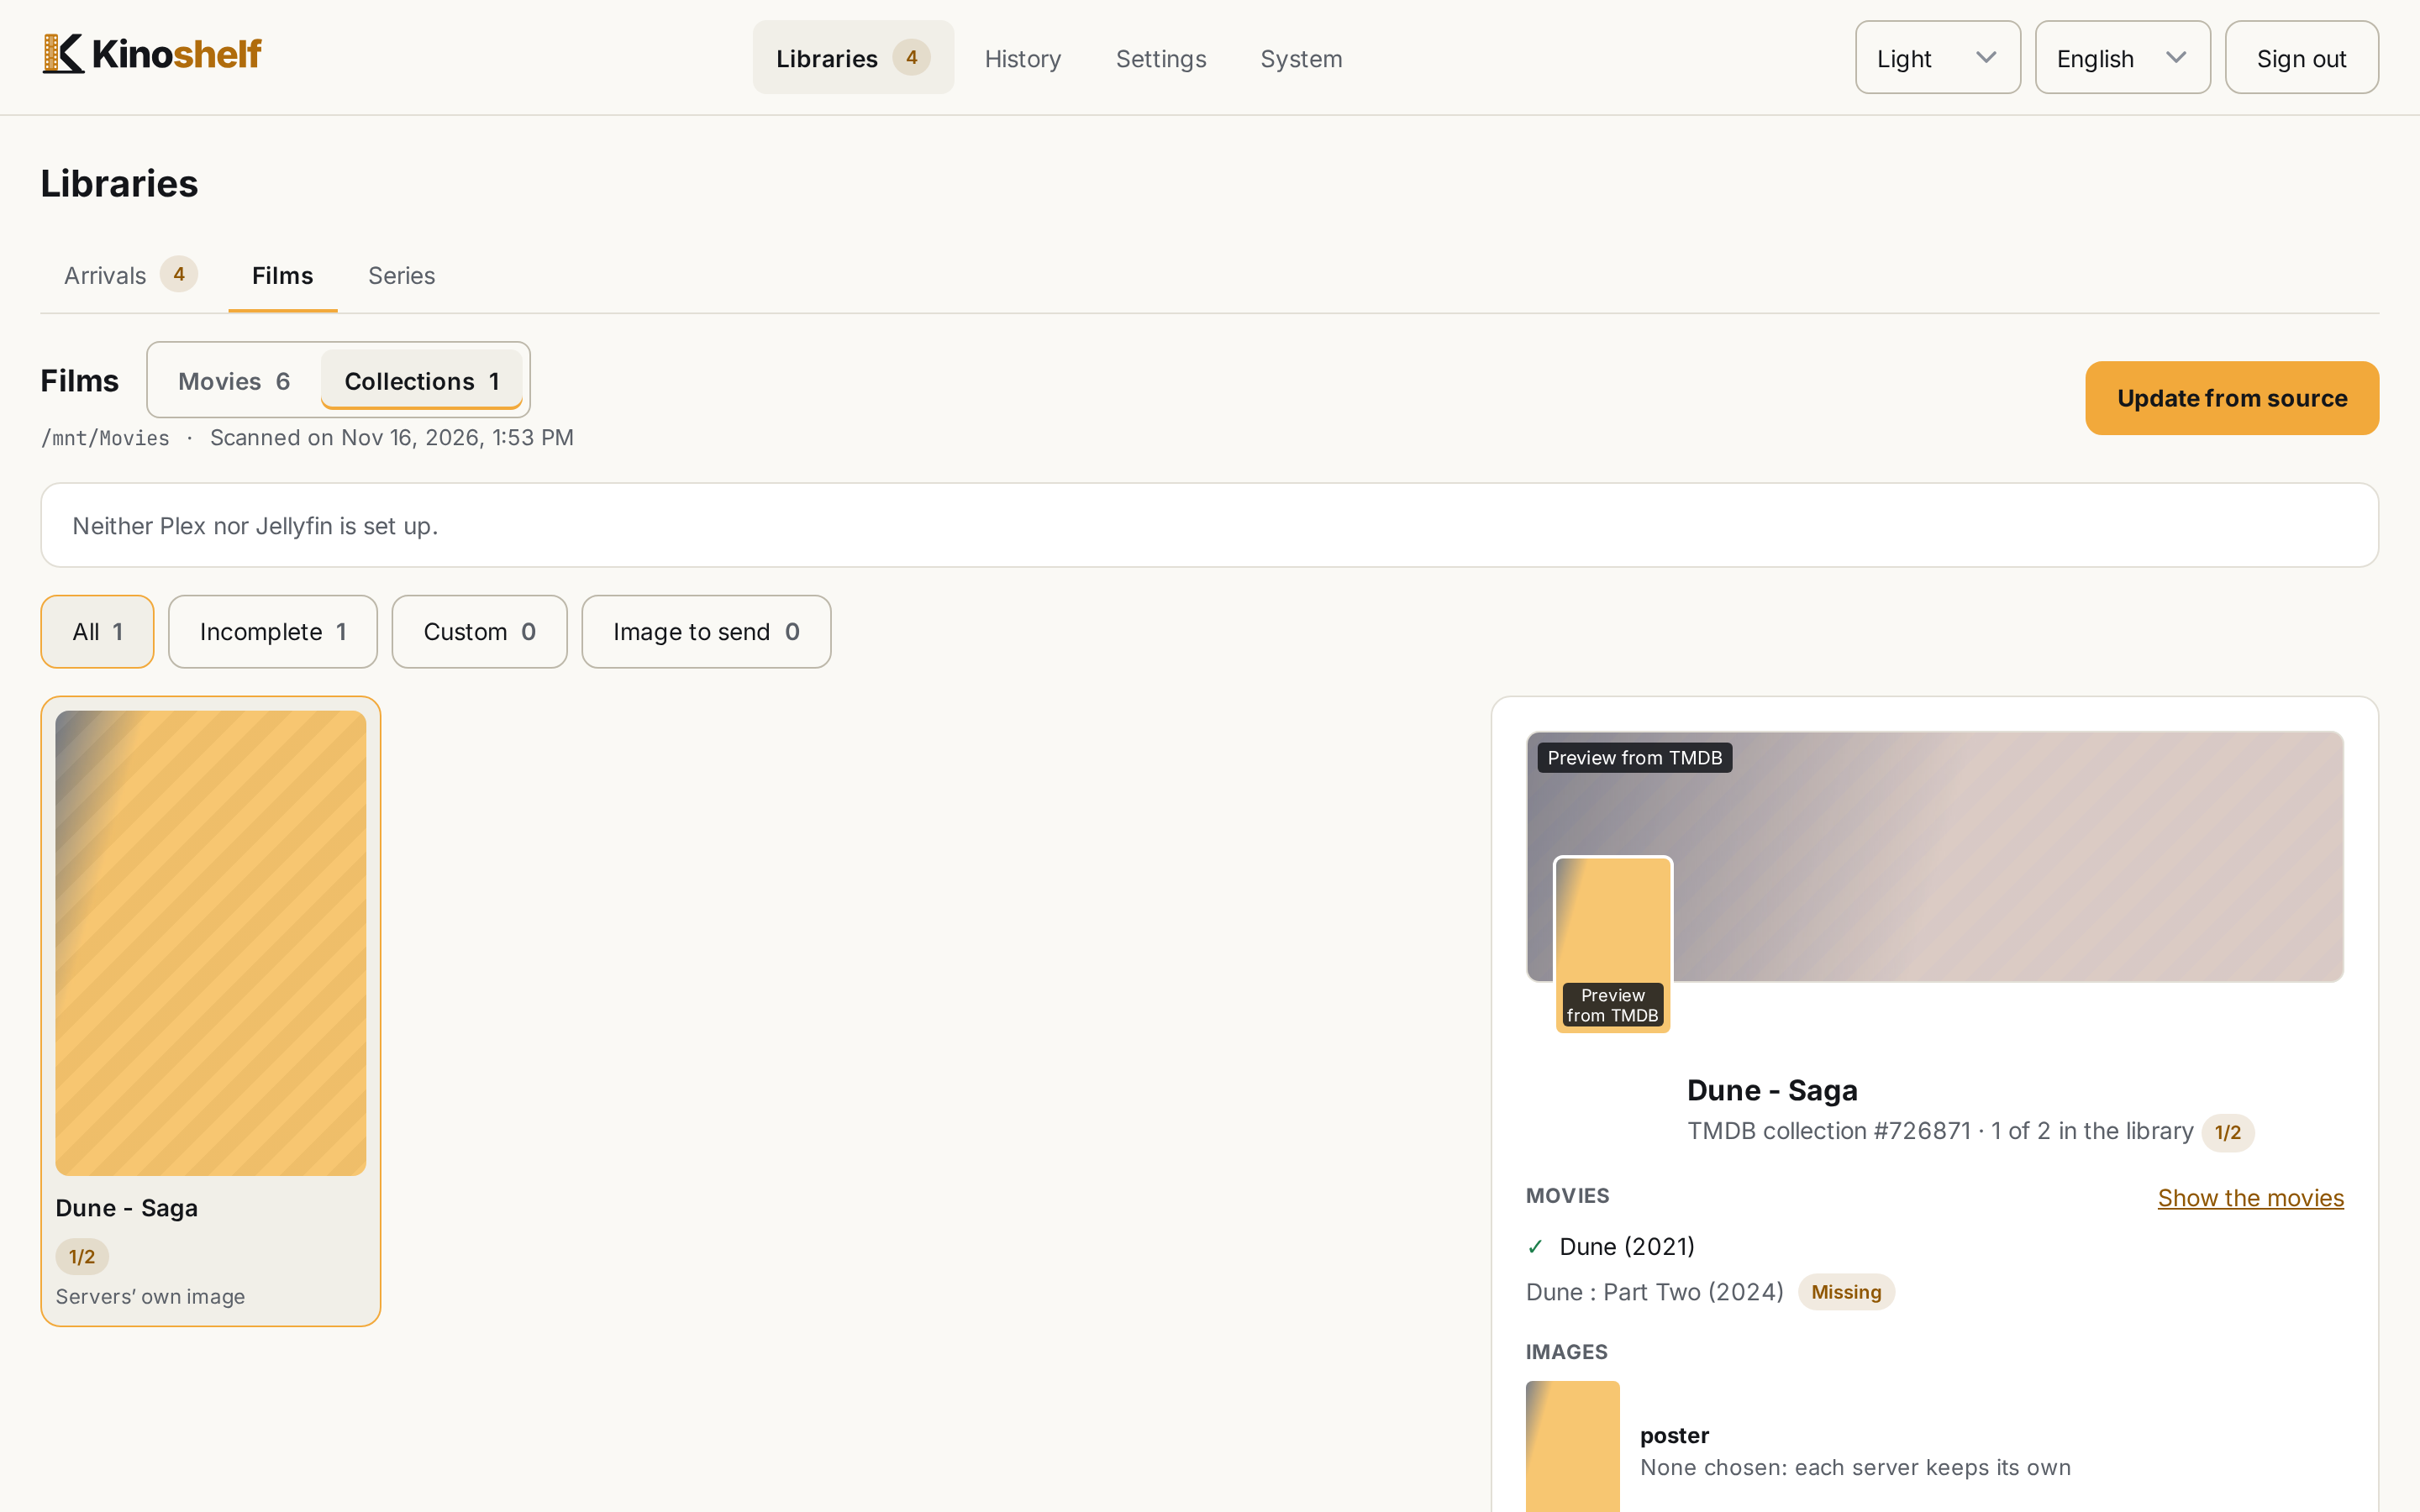 Kinoshelf
Libraries 4
History
Settings
System
Light
English
Sign out
Libraries
Arrivals 4
Films
Series
Films
Movies 6
Collections 1
Update from source
/mnt/Movies · Scanned on Nov 16, 2026, 1:53 PM
Neither Plex nor Jellyfin is set up.
All 1
Incomplete 1
Custom 0
Image to send 0
Dune - Saga
1/2
Servers’ own image
Preview from TMDB
Preview
from TMDB
Dune - Saga
TMDB collection #726871 · 1 of 2 in the library 1/2
MOVIES
Show the movies
✓ Dune (2021)
Dune : Part Two (2024) Missing
IMAGES
poster
None chosen: each server keeps its own